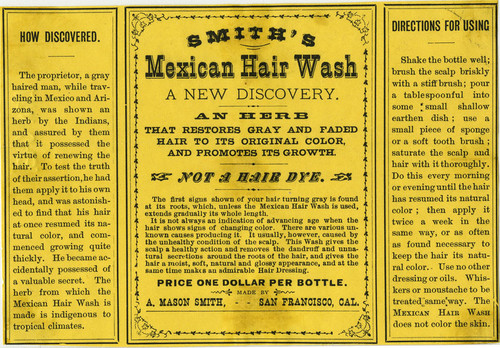 HOW DISCOVERED.
The proprietor, a gray
haired man, while trav-
eling in Mexico and Ari-
zona, was shown an
herb by the Indians,
and assured by them
that it possessed the
virtue of renewing the
hair. To test the truth
of their assertion, he had
them apply it to his own
head, and was astonish-
ed to find that his hair
at once resumed its na-
tural color, and com-
menced growing quite
thickly. He became ac-
cidentally possessed of
a valuable secret. The
herb from which the
Mexican Hair Wash is
made is indigenous to
tropical climates.
SMITH'S
Mexican Hair Wash
A NEW DISCOVERY.
AN HERB
THAT RESTORES GRAY AND FADED
HAIR TO ITS ORIGINAL COLOR,
AND PROMOTES ITS GROWTH.
NOT A HAIR DYE.
The first signs shown of your hair turning gray is found
at its roots, which, unless the Mexican Hair Wash is used,
extends gradually its whole length.
It is not always an indication of advancing age when the
hair shows signs of changing color. There are various un-
known causes producing it. It usually, however, caused by
the unhealthy condition of the scalp. This Wash gives the
scalp a healthy action and removes the dandruff and unna-
tural secretions around the roots of the hair, and gives the
hair a moist, soft, natural and glossy appearance, and at the
same time makes an admirable Hair Dressing.
PRICE ONE DOLLAR PER BOTTLE.
MADE BY
A. MASON SMITH, - - SAN FRANCISCO, CAL.
DIRECTIONS FOR USING
Shake the bottle well;
brush the scalp briskly
with a stiff brush; pour
a tablespoonful into
some small shallow
earthen dish; use a
small piece of sponge
or a soft tooth brush;
saturate the scalp and
hair with it thoroughly.
Do this every morning
or evening until the hair
has resumed its natural
color; then apply it
twice a week in the
same way, or as often
as found necessary to
keep the hair its natu-
ral color. Use no other
dressing or oils. Whis-
kers or moustache to be
treated same way. The
MEXICAN HAIR WASH
does not color the skin.